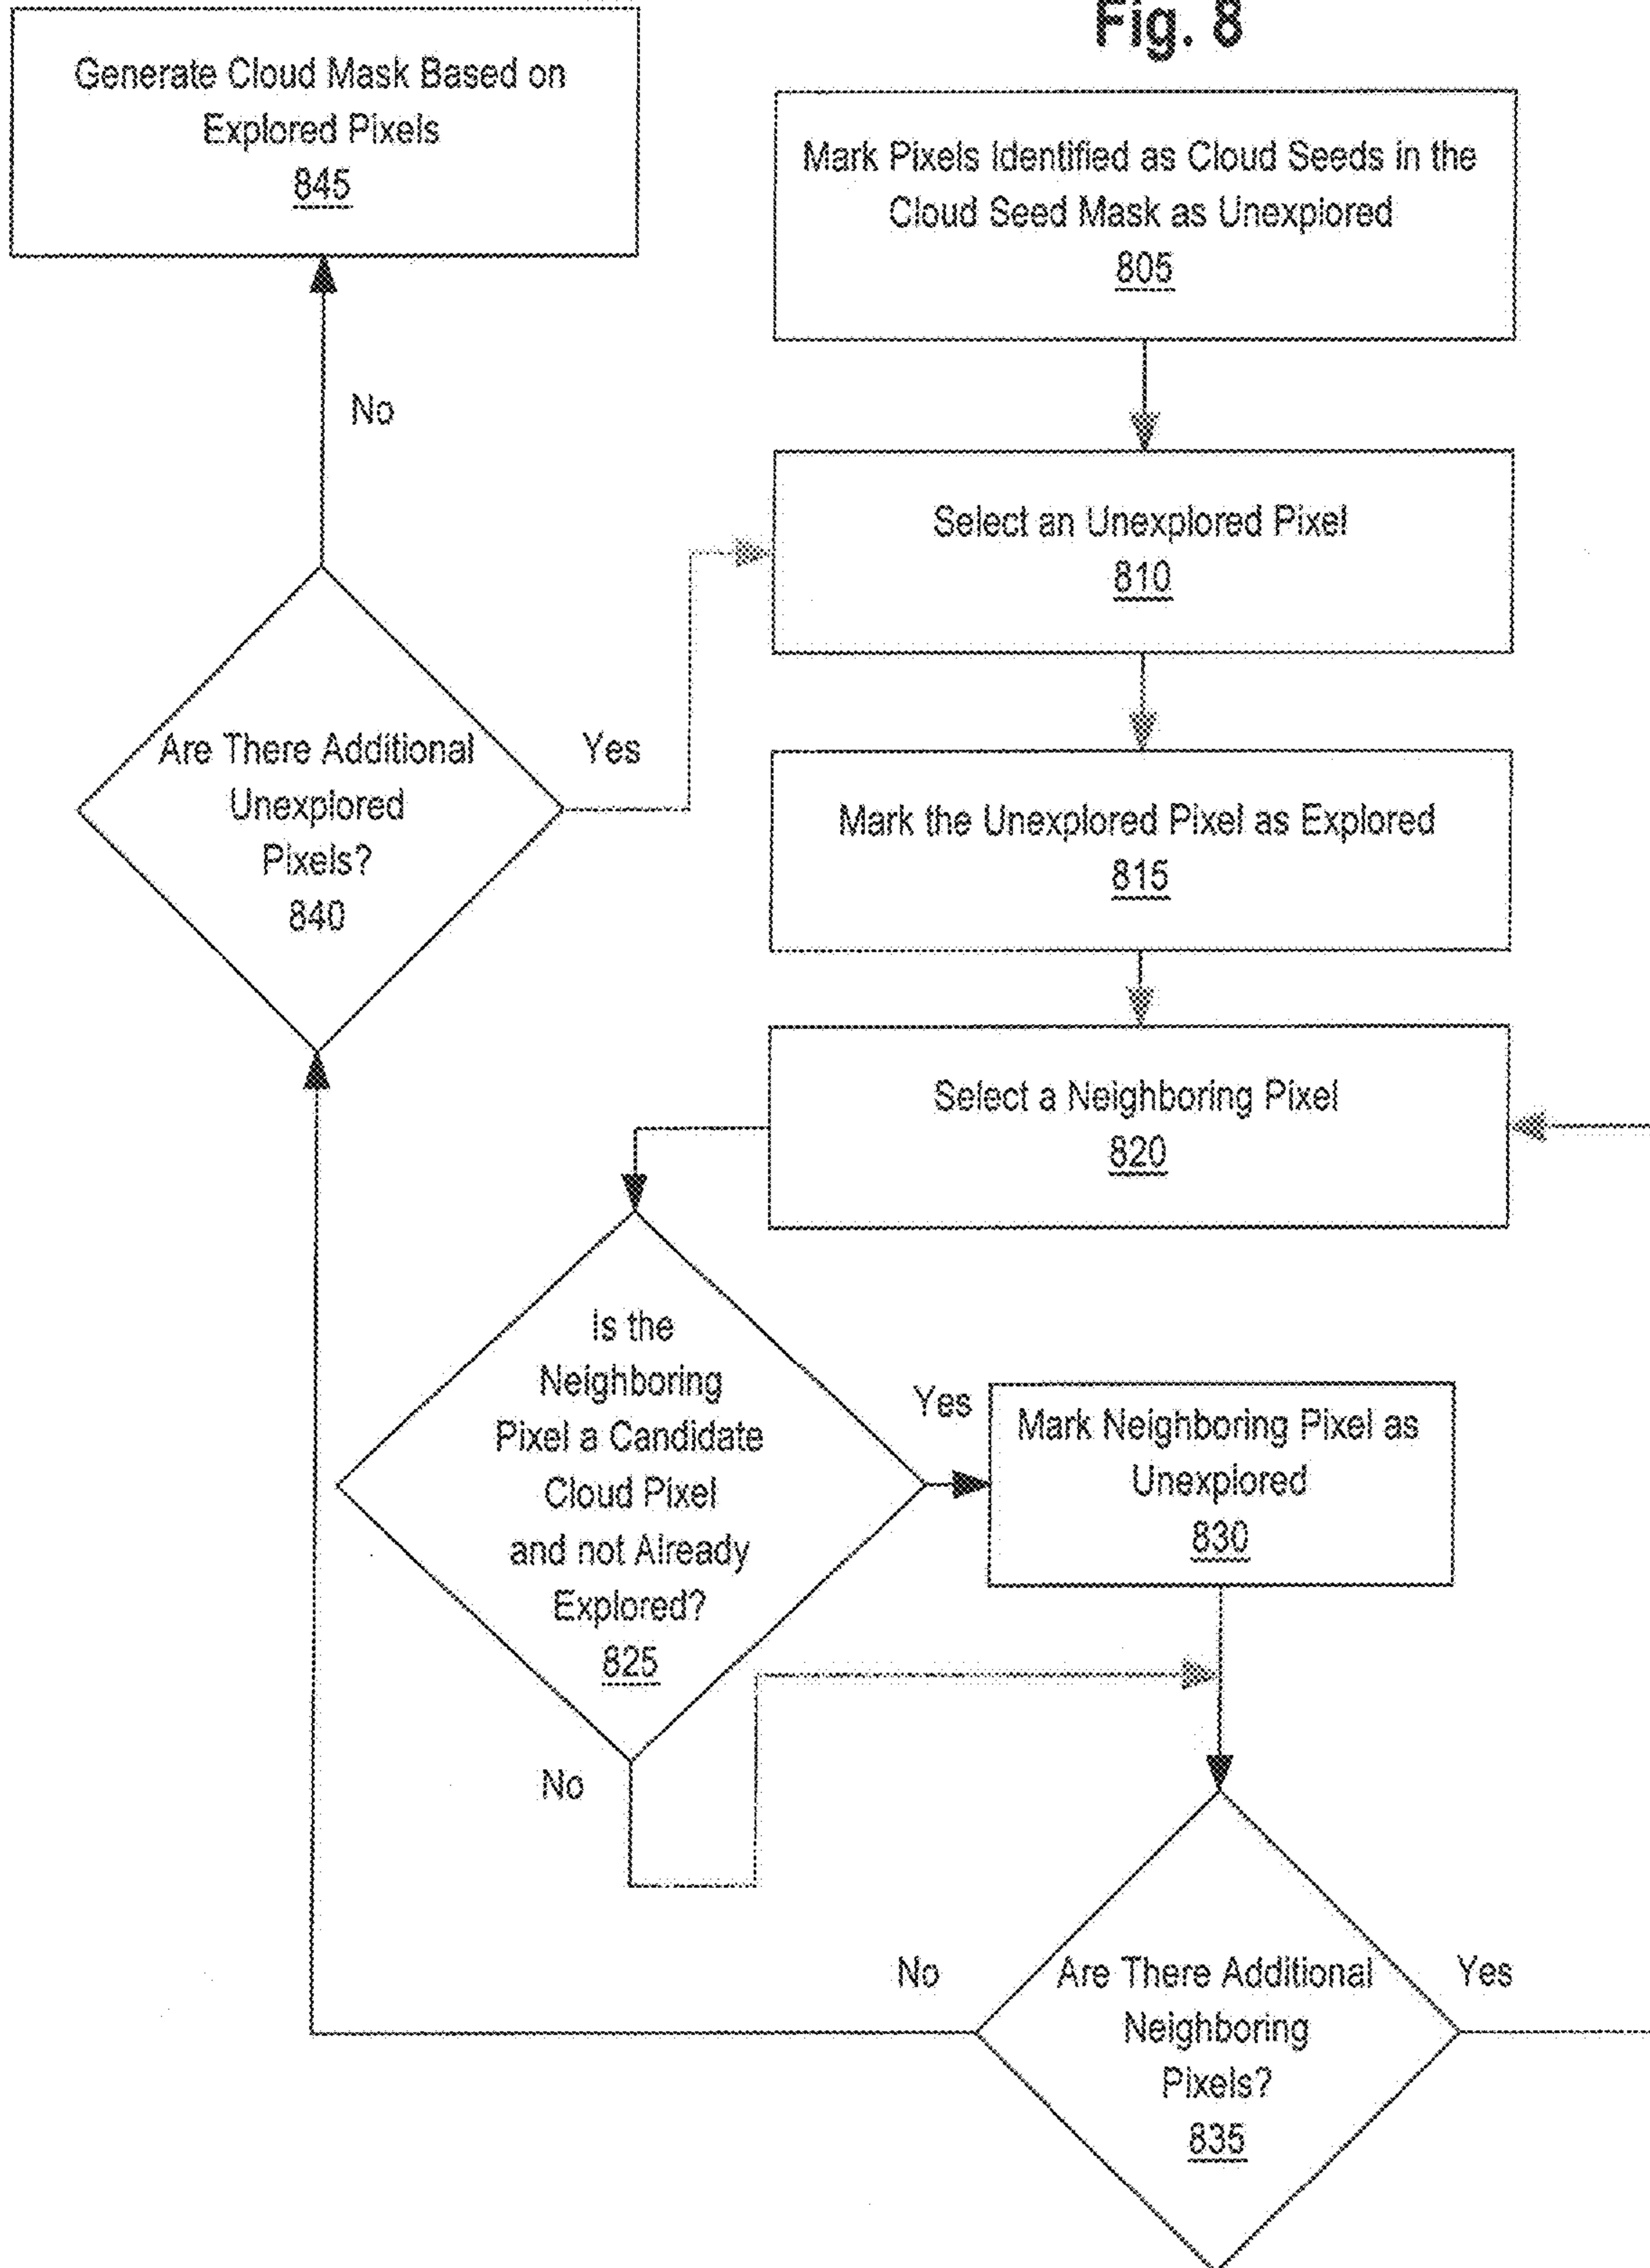 Fig. 8
Generate Cloud Mask Based on
Explored Pixels
845
Mark Pixels Identified as Cloud Seeds in the
Cloud Seed Mask as Unexplored
805
No
Select an Unexplored Pixel
810
Are There Additional
Unexplored
Pixels?
840
Yes
Mark the Unexplored Pixel as Explored
815
Select a Neighboring Pixel
820
Is the
Neighboring
Pixel a Candidate
Cloud Pixel
and not Already
Explored?
825
Yes
Mark Neighboring Pixel as
Unexplored
830
No
No
Are There Additional
Neighboring
Pixels?
835
Yes